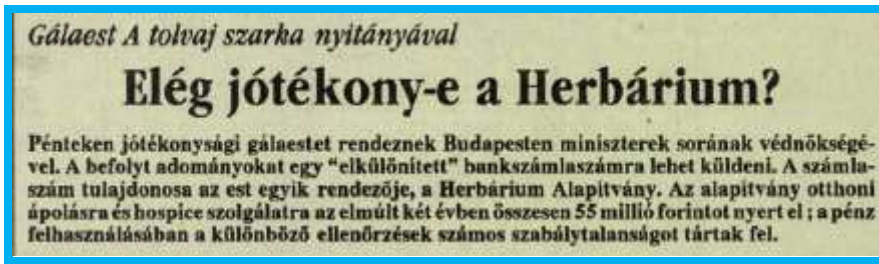 Gálaest A tolvaj szarka nyitányával
Elég jótékony-e a Herbárium?
Pénteken jótékonysági gálaestet rendeznek Budapesten miniszterek sorának védnökségé-
vel. A befolyt adományokat egy "elkülönített" bankszámlaszámra lehet küldeni. A számla-
szám tulajdonosa az est egyik rendezője, a Herbárium Alapítvány. Az alapítvány otthoni
ápolásra és hospice szolgálatra az elmúlt két évben összesen 55 millió forintot nyert el ; a pénz
felhasználásában a különböző ellenőrzések számos szabálytalanságot tártak fel.